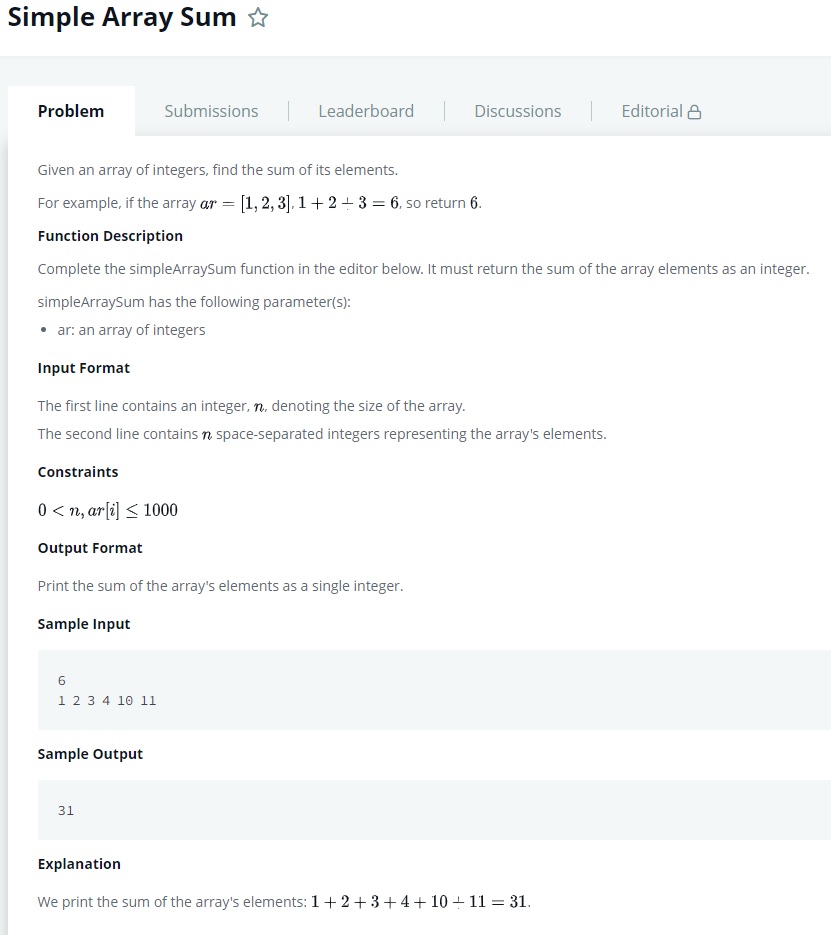 Simple Array Sum
Problem
Submissions
Leaderboard
Discussions
Editorial
Given an array of integers, find the sum of its elements.
For example, if the array ar = [1, 2, 3], 1 + 2 + 3 = 6, so return 6.
Function Description
Complete the simpleArraySum function in the editor below. It must return the sum of the array elements as an integer.
simpleArraySum has the following parameter(s):
• ar: an array of integers
Input Format
The first line contains an integer, n, denoting the size of the array.
The second line contains n space-separated integers representing the array's elements.
Constraints
0 < n, ar[i] ≤ 1000
Output Format
Print the sum of the array's elements as a single integer.
Sample Input
6
1 2 3 4 10 11
Sample Output
31
Explanation
We print the sum of the array's elements: 1 + 2 + 3 + 4 + 10 + 11 = 31.